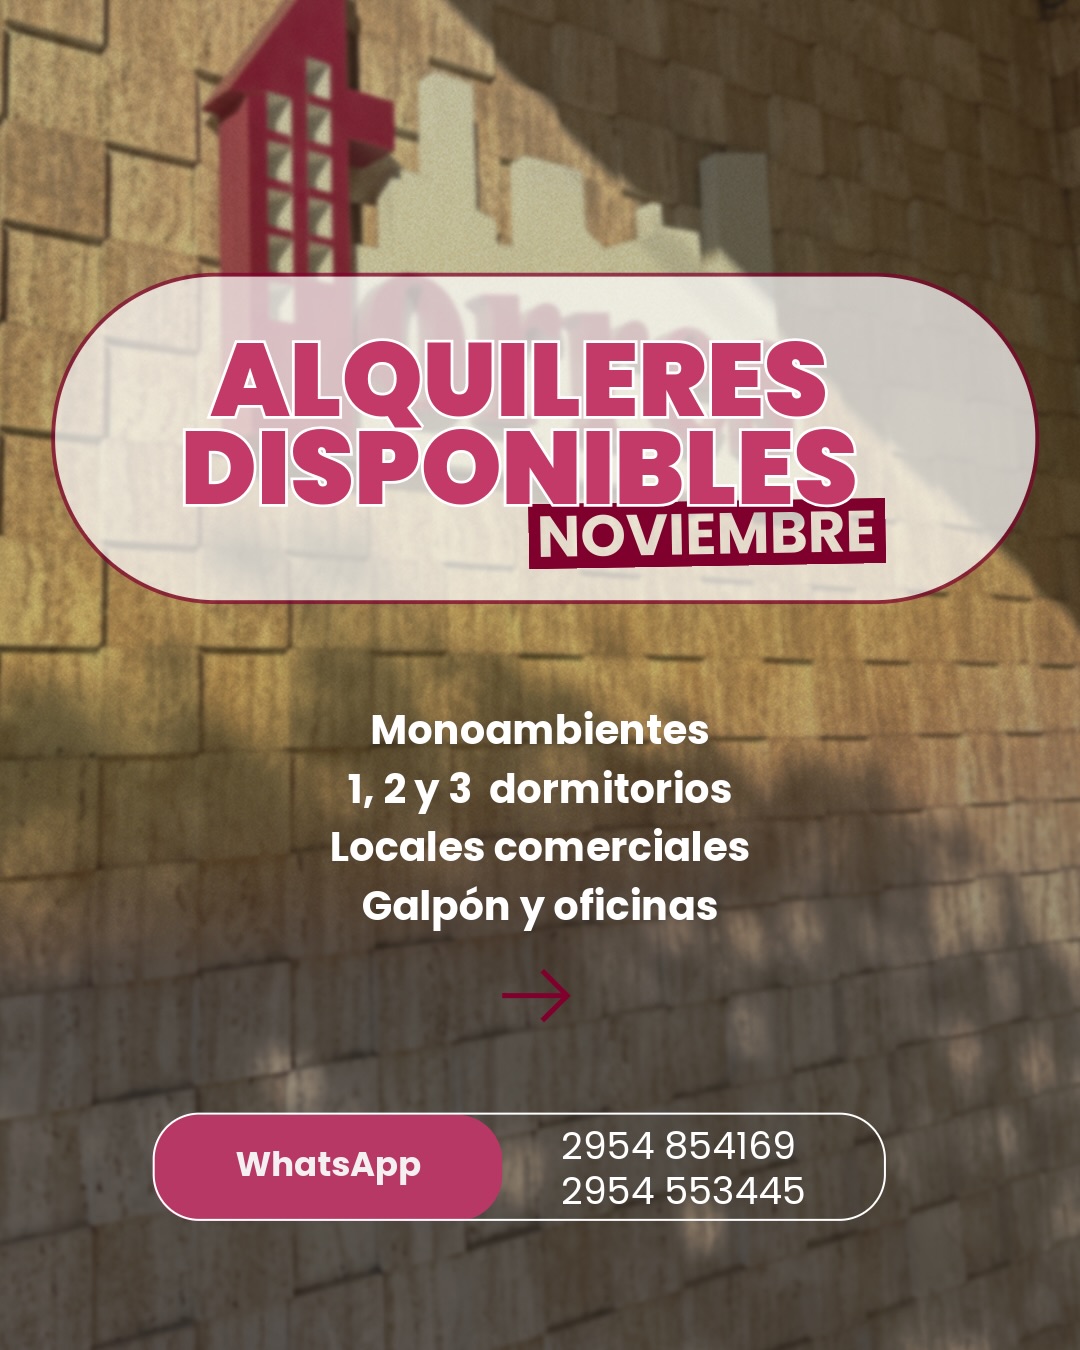 ALQUILERES
DISPONIBLES
NOVIEMBRE
Monoambientes
1, 2 y 3 dormitorios
Locales comerciales
Galpón y oficinas
WhatsApp
2954 854169
2954 553445